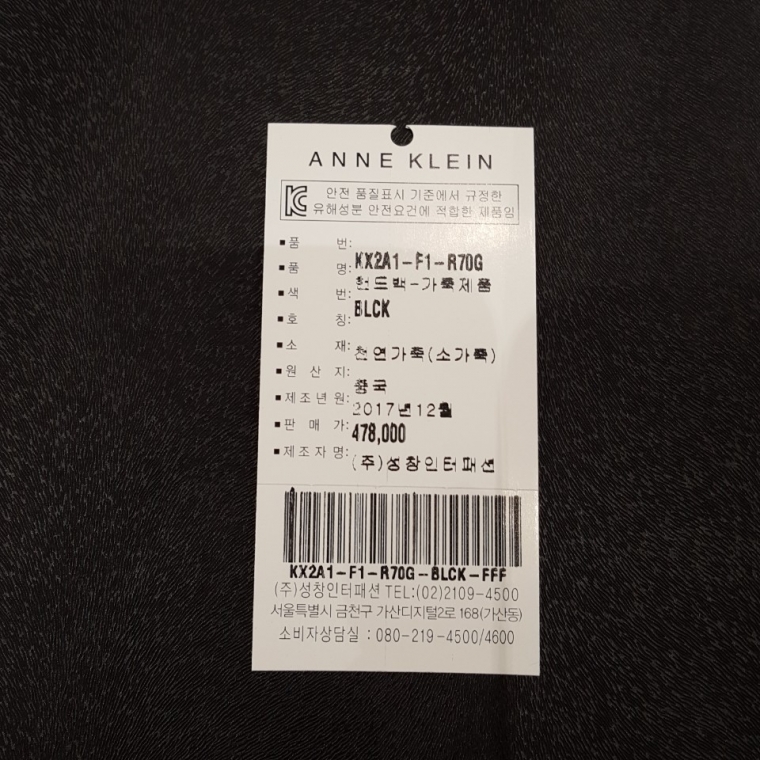 ANNE KLEIN
KC 안전 품질표시 기준에서 규정한
유해성분 안전요건에 적합한 제품임
■품 번: KX2A1-F1-R70G
■품 명: 핸드백-가죽제품
■색 번: BLCK
■호 칭:
■소 재: 천연가죽(소가죽)
■원 산 지: 중국
■제조년원: 2017년12월
■판 매 가: 478,000
■제조자명: (주)성창인터패션
KX2A1-F1-R70G-BLCK-FFF
(주)성창인터패션 TEL:(02)2109-4500
서울특별시 금천구 가산디지털2로 168(가산동)
소비자상담실 : 080-219-4500/4600